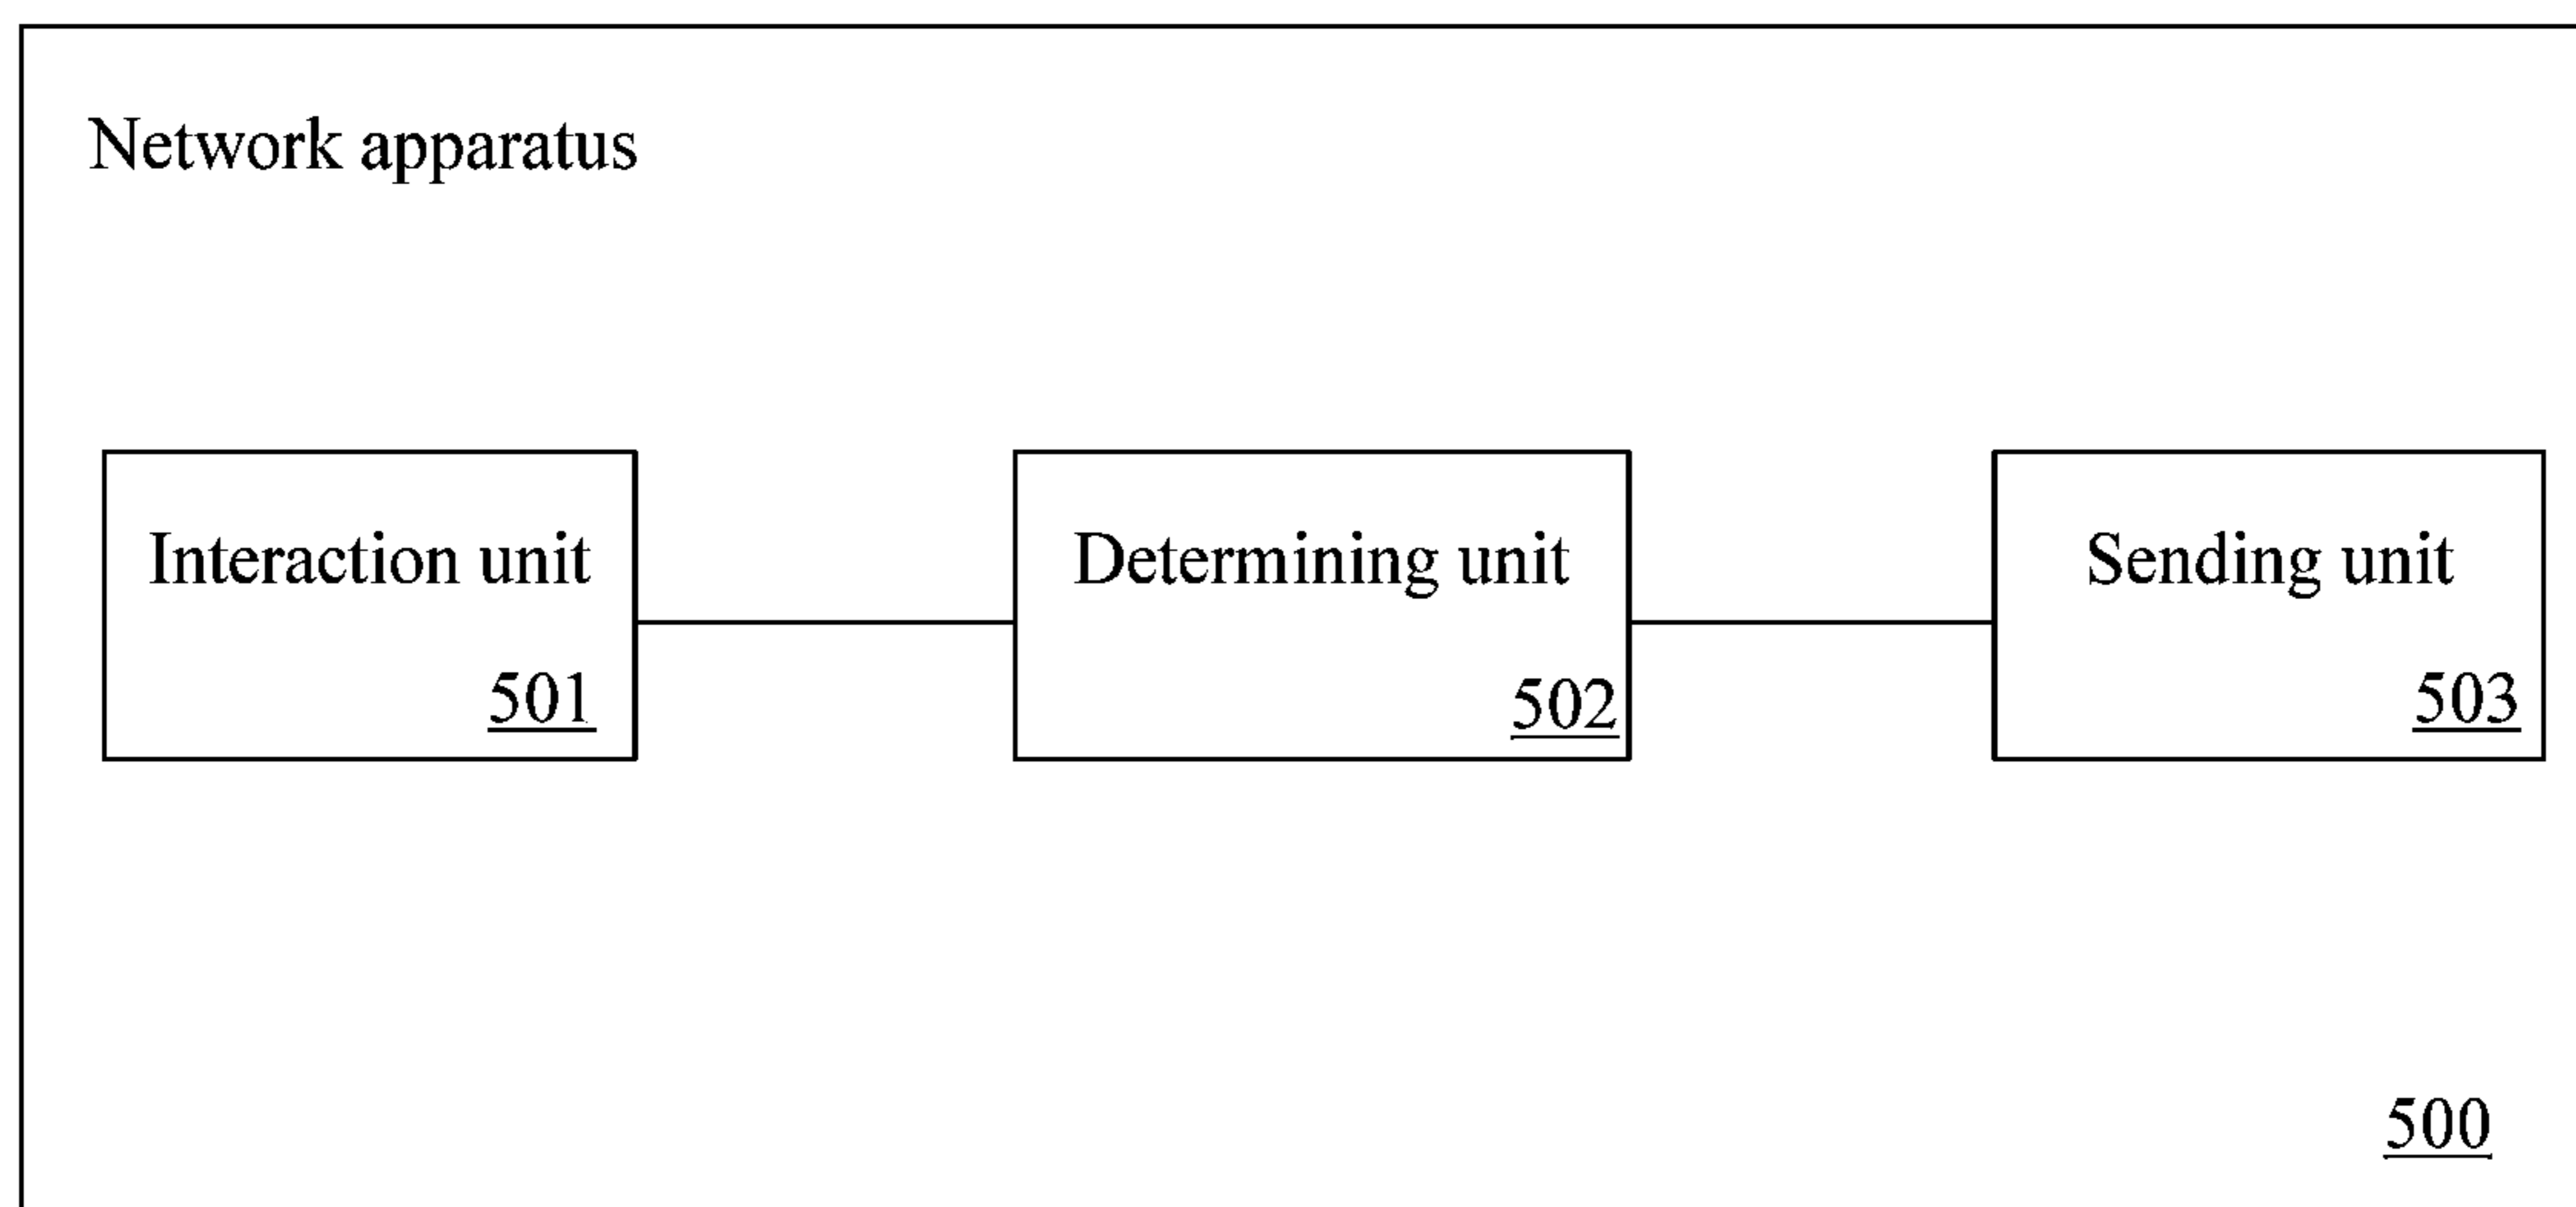 Network apparatus
Interaction unit
501
Determining unit
502
Sending unit
503
500